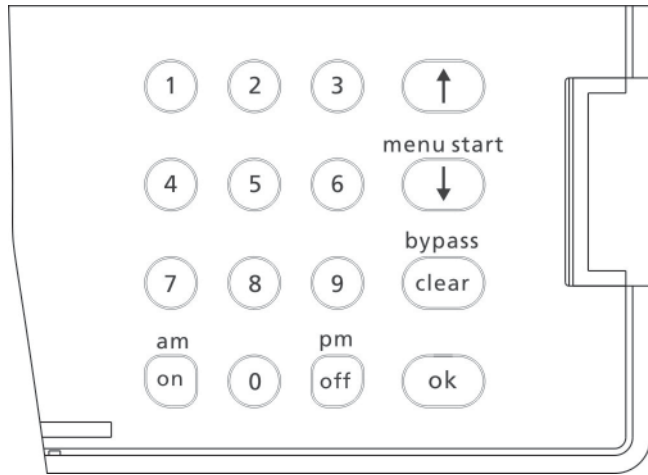 1 2 3 ↑
menu start
4 5 6 ↓
bypass
7 8 9 clear
am pm
on 0 off ok